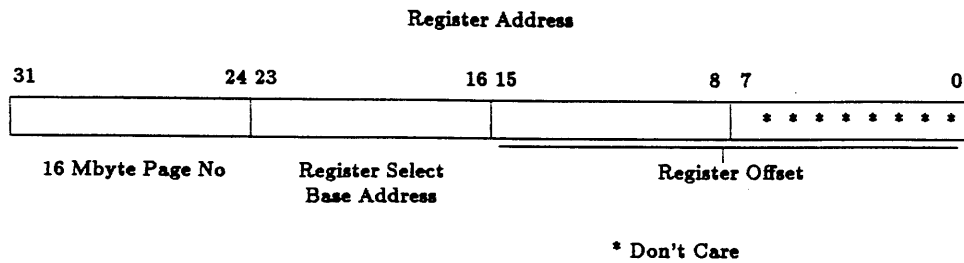 Register Address
31 24 23 16 15 8 7 0
* * * * * * * *
16 Mbyte Page No Register Select Register Offset
Base Address
* Don't Care